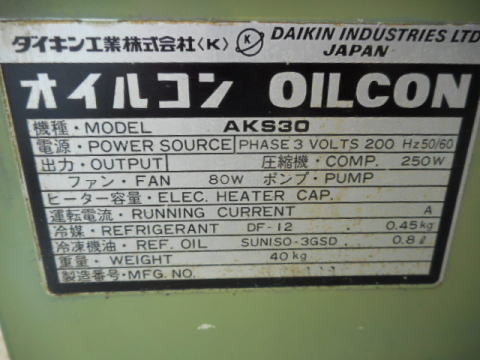 ダイキン工業株式会社〈K〉 K DAIKIN INDUSTRIES LTD
JAPAN
オイルコン OILCON
機種・MODEL AKS30
電源・POWER SOURCE PHASE 3 VOLTS 200 Hz 50/60
出力・OUTPUT 圧縮機・COMP. 250W
ファン・FAN 80W ポンプ・PUMP
ヒーター容量・ELEC. HEATER CAP.
運転電流・RUNNING CURRENT A
冷媒・REFRIGERANT DF-12 0.45kg
冷凍機油・REF. OIL SUNISO-3GSD 0.8ℓ
重量・WEIGHT 40kg
製造番号・MFG. NO.